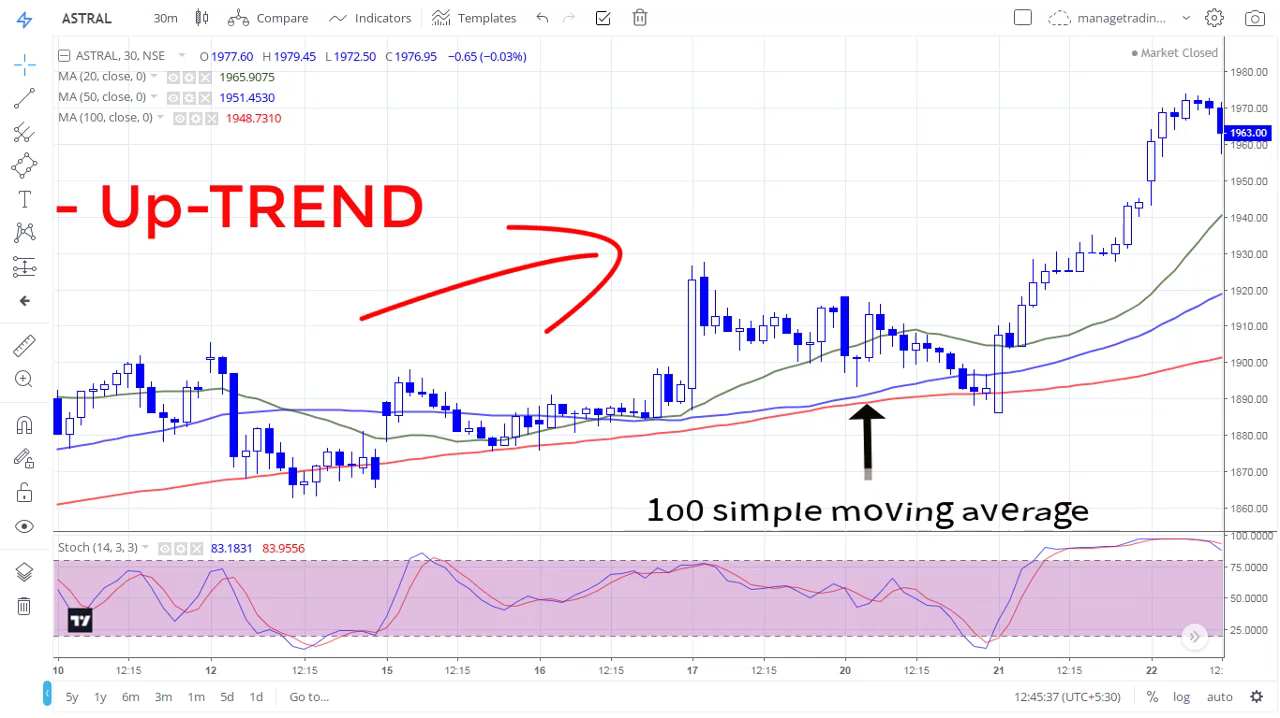 ASTRAL 30m Compare Indicators Templates managetradin...
ASTRAL, 30, NSE O1977.60 H1979.45 L1972.50 C1976.95 −0.65 (−0.03%) Market Closed
MA (20, close, 0) 1965.9075
MA (50, close, 0) 1951.4530
MA (100, close, 0) 1948.7310
- Up-TREND
1980.00
1970.00
1963.00
1960.00
1950.00
1940.00
1930.00
1920.00
1910.00
1900.00
1890.00
1880.00
1870.00
1860.00
100 simple moving average
Stoch (14, 3, 3) 83.1831 83.9556
100.0000
75.0000
50.0000
25.0000
10 12:15 12 12:15 15 12:15 16 12:15 17 12:15 20 12:15 21 12:15 22 12:
5y 1y 6m 3m 1m 5d 1d Go to... 12:45:37 (UTC+5:30) % log auto